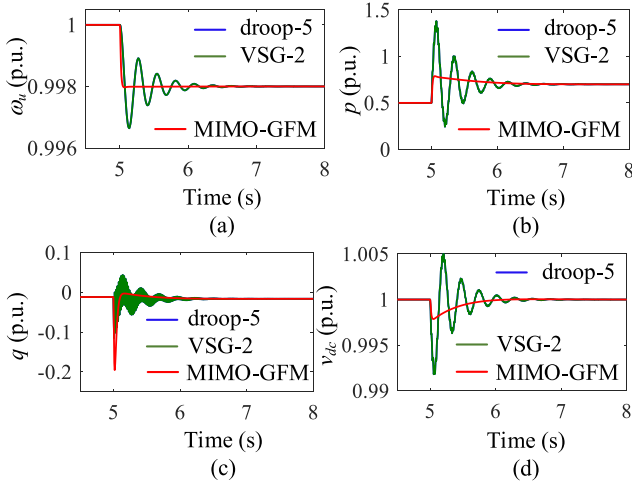 1
0.998
0.996
ω_u (p.u.)
droop-5
VSG-2
MIMO-GFM
5 6 7 8
Time (s)
(a)
1.5
1
0.5
0
p (p.u.)
droop-5
VSG-2
MIMO-GFM
5 6 7 8
Time (s)
(b)
0.1
0
-0.1
-0.2
q (p.u.)
droop-5
VSG-2
MIMO-GFM
5 6 7 8
Time (s)
(c)
1.005
1
0.995
0.99
v_dc (p.u.)
droop-5
VSG-2
MIMO-GFM
5 6 7 8
Time (s)
(d)